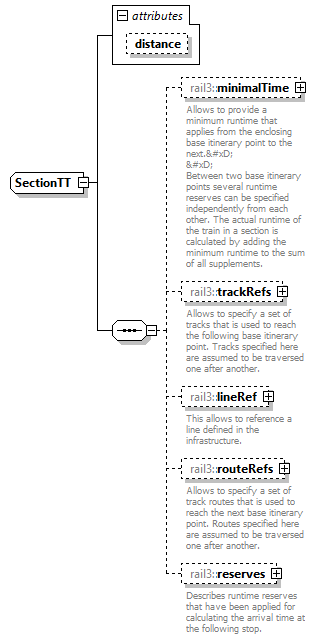 attributes
distance
SectionTT
rail3::minimalTime
Allows to provide a
minimum runtime that
applies from the enclosing
base itinerary point to the
next.&#xD;
&#xD;
Between two base itinerary
points several runtime
reserves can be specified
independently from each
other. The actual runtime of
the train in a section is
calculated by adding the
minimum runtime to the sum
of all supplements.
rail3::trackRefs
Allows to specify a set of
tracks that is used to reach
the following base itinerary
point. Tracks specified here
are assumed to be traversed
one after another.
rail3::lineRef
This allows to reference a
line defined in the
infrastructure.
rail3::routeRefs
Allows to specify a set of
track routes that is used to
reach the next base itinerary
point. Routes specified here
are assumed to be traversed
one after another.
rail3::reserves
Describes runtime reserves
that have been applied for
calculating the arrival time at
the following stop.